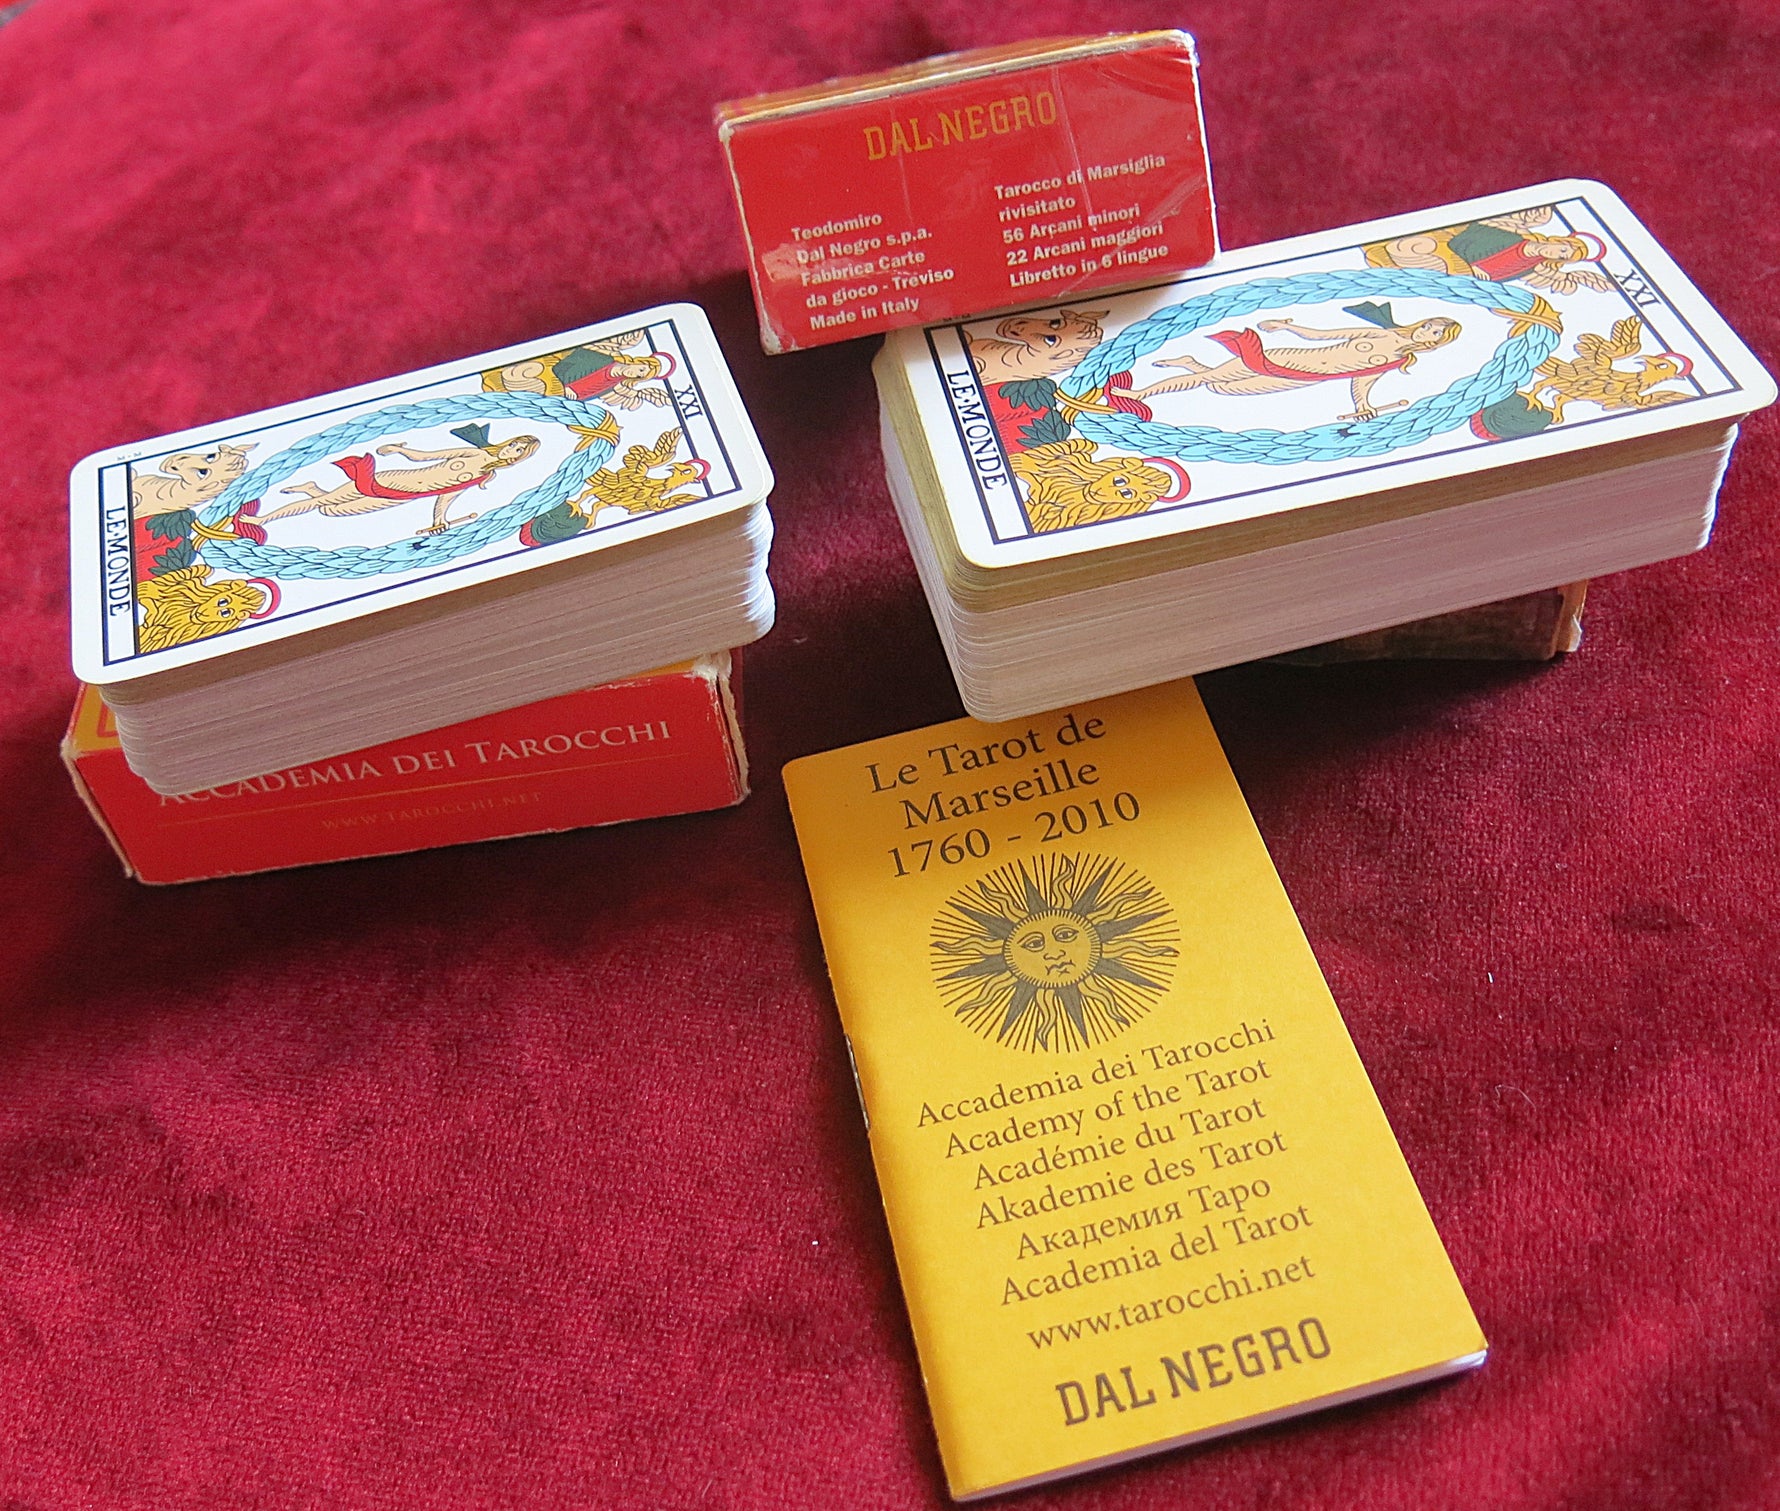 DAL NEGRO
Teodomiro
Dal Negro s.p.a.
Fabbrica Carte
da gioco - Treviso
Made in Italy
Tarocco di Marsiglia
rivisitato
56 Arcani minori
22 Arcani maggiori
Libretto in 6 lingue
XXI
LE·MONDE
XXI
LE·MONDE
ACCADEMIA DEI TAROCCHI
WWW.TAROCCHI.NET
Le Tarot de
Marseille
1760 - 2010
Accademia dei Tarocchi
Academy of the Tarot
Académie du Tarot
Akademie des Tarot
Академия Таро
Academia del Tarot
www.tarocchi.net
DAL NEGRO